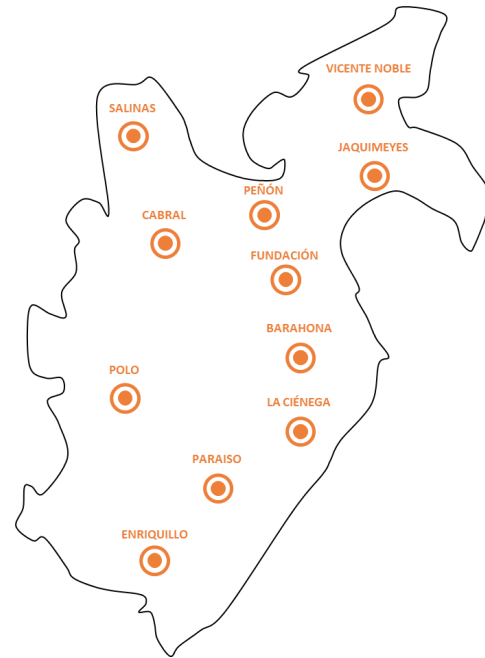 VICENTE NOBLE
SALINAS
JAQUIMEYES
PEÑÓN
CABRAL
FUNDACIÓN
BARAHONA
POLO
LA CIÉNEGA
PARAISO
ENRIQUILLO